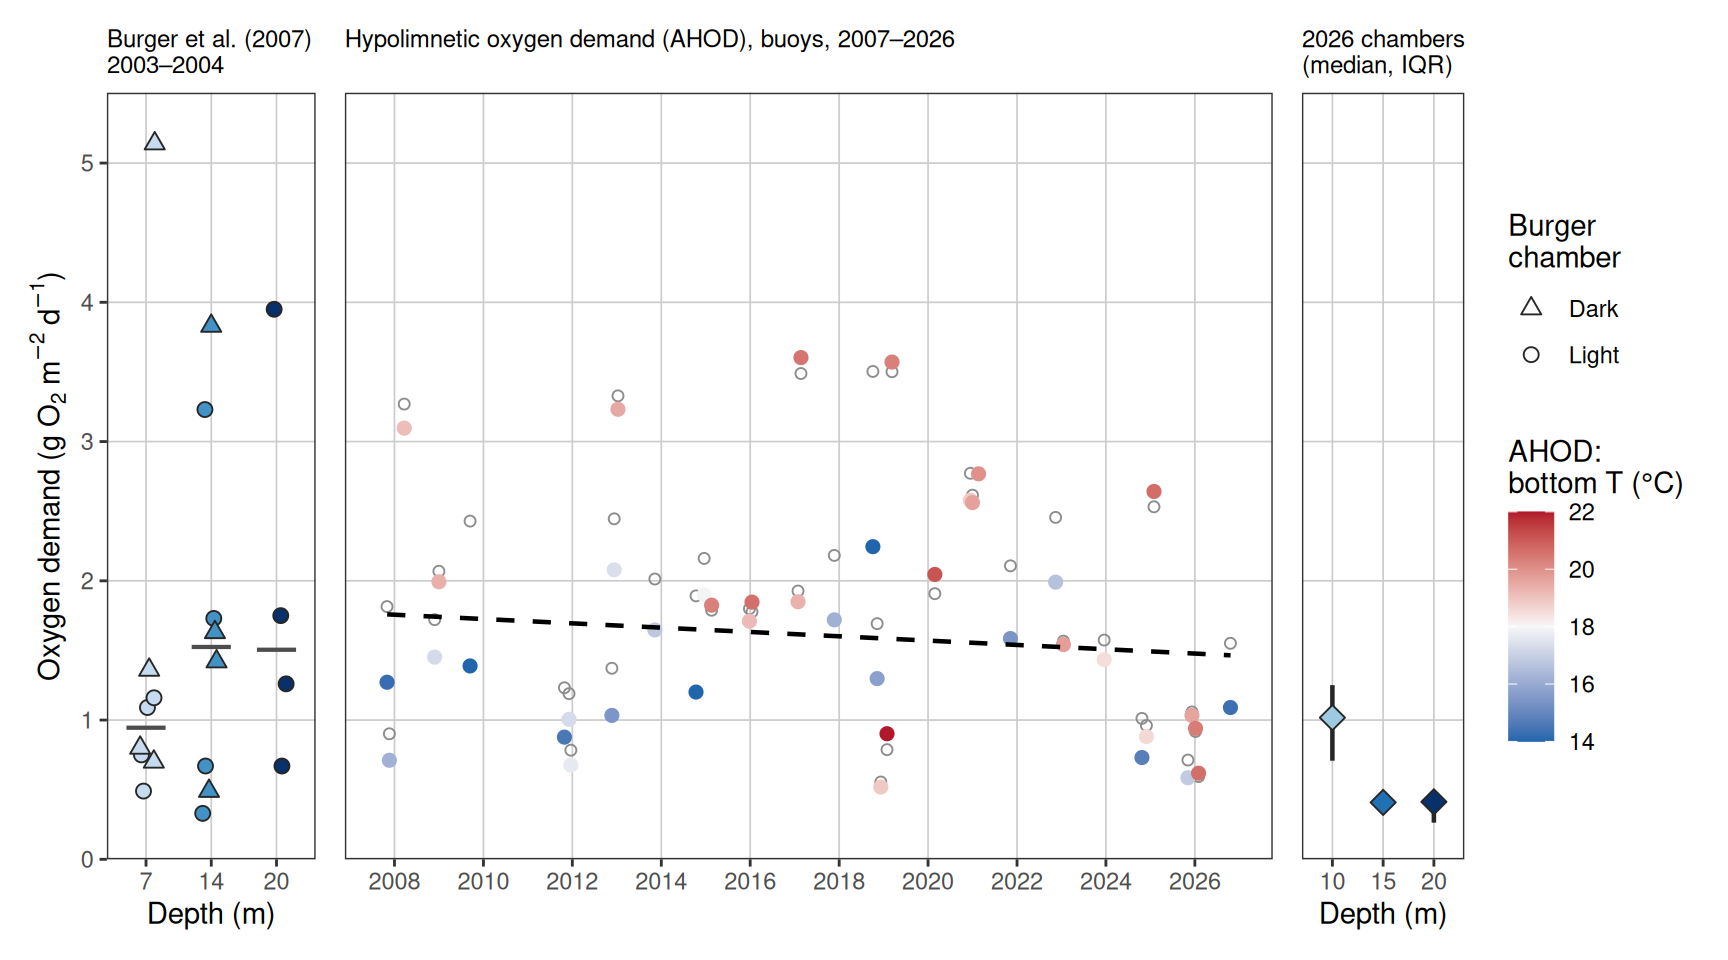 Burger et al. (2007)
2003–2004
Hypolimnetic oxygen demand (AHOD), buoys, 2007–2026
2026 chambers
(median, IQR)
Oxygen demand (g O₂ m⁻² d⁻¹)
5
4
3
2
1
0
7 14 20
Depth (m)
2008 2010 2012 2014 2016 2018 2020 2022 2024 2026
10 15 20
Depth (m)
Burger
chamber
Dark
Light
AHOD:
bottom T (°C)
22
20
18
16
14